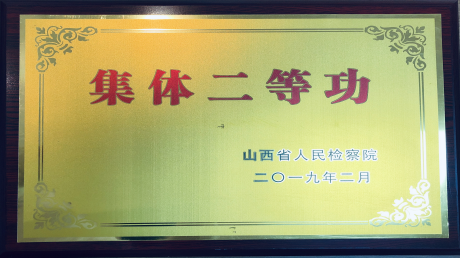 集体二等功
山西省人民检察院
二〇一九年二月